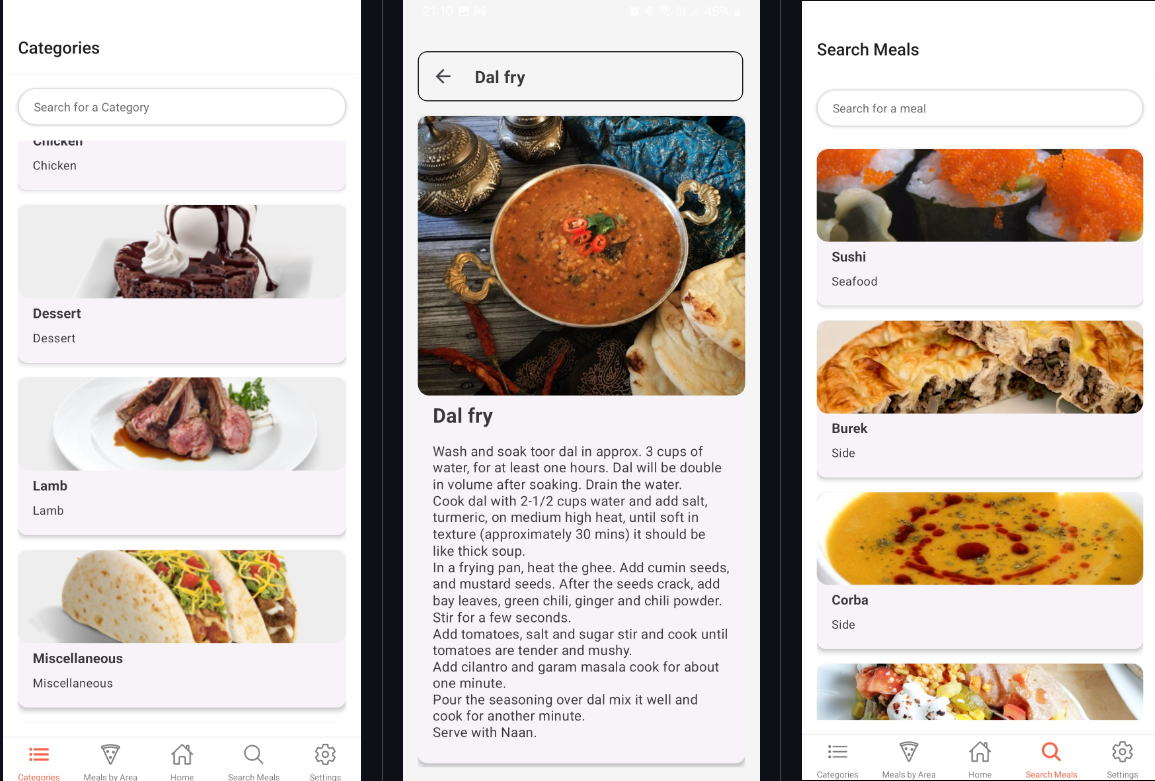 Categories
Search for a Category
Chicken
Chicken
Dessert
Dessert
Lamb
Lamb
Miscellaneous
Miscellaneous
Categories
Meals by Area
Home
Search Meals
Settings
21:10
45%
Dal fry
Dal fry
Wash and soak toor dal in approx. 3 cups of
water, for at least one hours. Dal will be double
in volume after soaking. Drain the water.
Cook dal with 2-1/2 cups water and add salt,
turmeric, on medium high heat, until soft in
texture (approximately 30 mins) it should be
like thick soup.
In a frying pan, heat the ghee. Add cumin seeds,
and mustard seeds. After the seeds crack, add
bay leaves, green chili, ginger and chili powder.
Stir for a few seconds.
Add tomatoes, salt and sugar stir and cook until
tomatoes are tender and mushy.
Add cilantro and garam masala cook for about
one minute.
Pour the seasoning over dal mix it well and
cook for another minute.
Serve with Naan.
Search Meals
Search for a meal
Sushi
Seafood
Burek
Side
Corba
Side
Categories
Meals by Area
Home
Search Meals
Settings